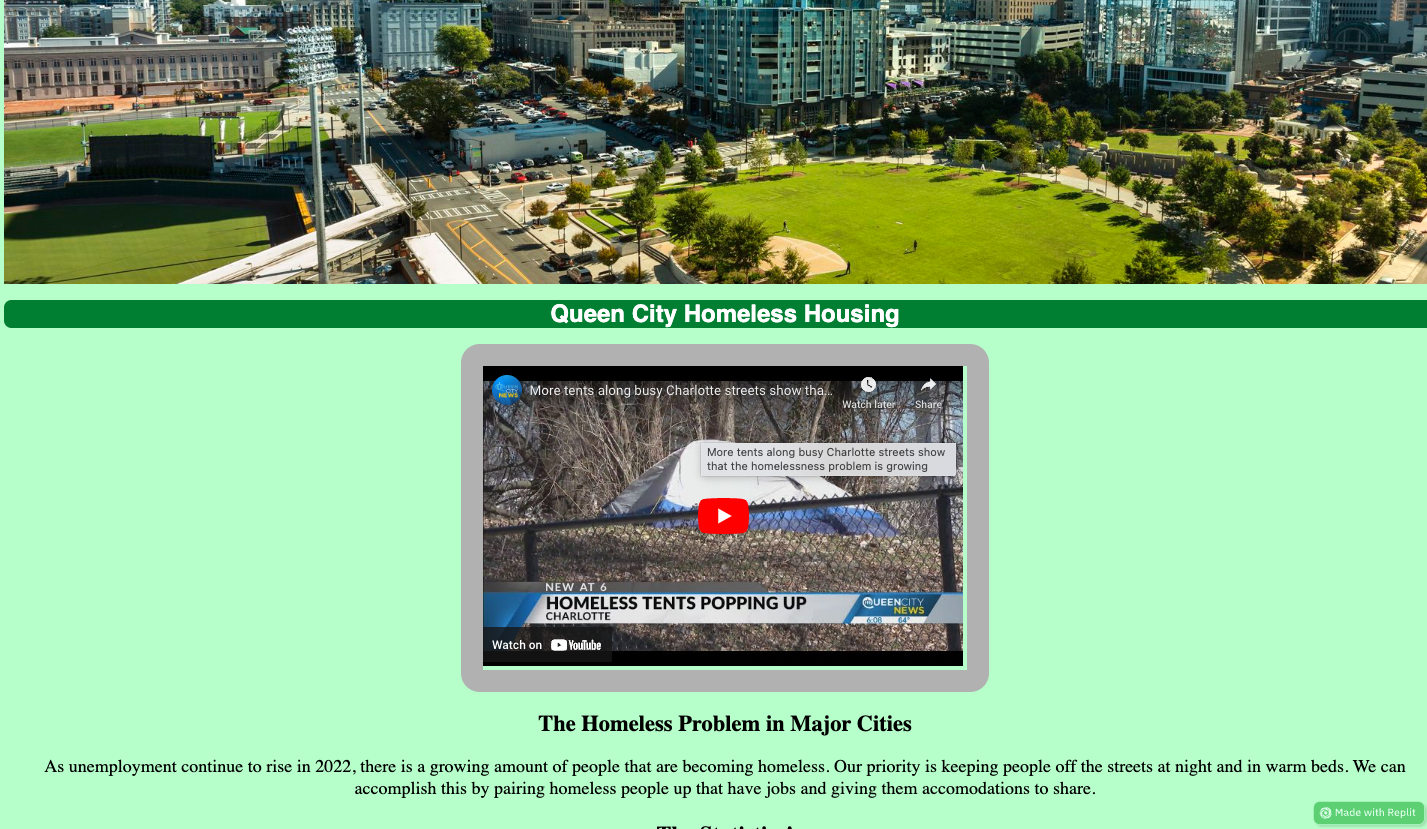 Queen City Homeless Housing
QUEEN
CITY
NEWS
More tents along busy Charlotte streets show tha...
Watch later
Share
More tents along busy Charlotte streets show
that the homelessness problem is growing
NEW AT 6
HOMELESS TENTS POPPING UP
CHARLOTTE
QUEENCITY
NEWS
6:08 64°
Watch on YouTube
The Homeless Problem in Major Cities
As unemployment continue to rise in 2022, there is a growing amount of people that are becoming homeless. Our priority is keeping people off the streets at night and in warm beds. We can
accomplish this by pairing homeless people up that have jobs and giving them accomodations to share.
Made with Replit